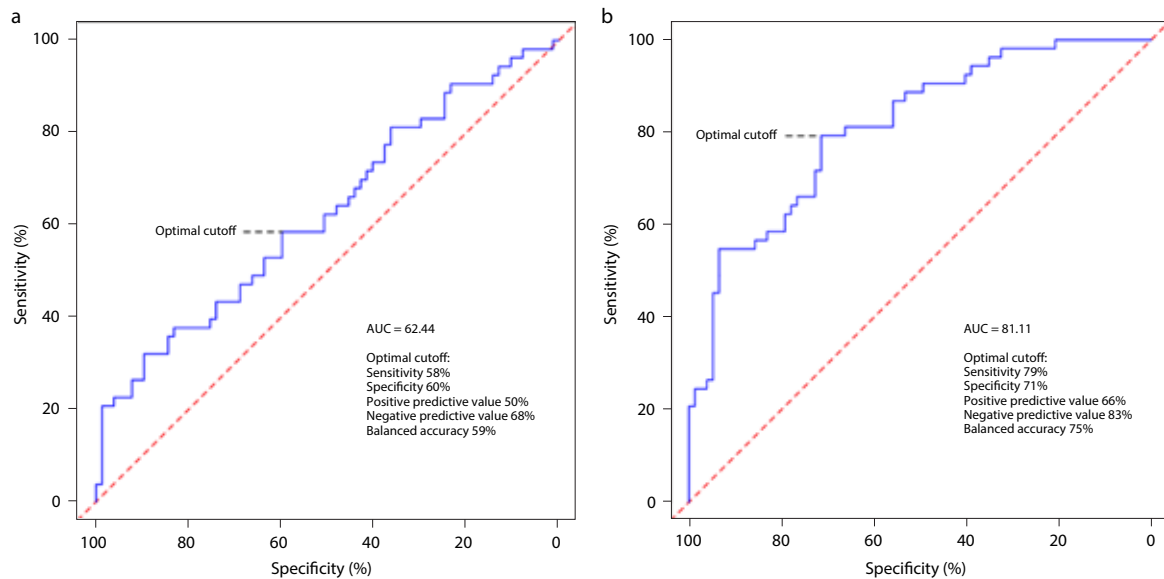 a
100
80
60
40
20
0
Sensitivity (%)
Optimal cutoff
AUC = 62.44
Optimal cutoff:
Sensitivity 58%
Specificity 60%
Positive predictive value 50%
Negative predictive value 68%
Balanced accuracy 59%
100
80
60
40
20
0
Specificity (%)
b
100
80
60
40
20
0
Sensitivity (%)
Optimal cutoff
AUC = 81.11
Optimal cutoff:
Sensitivity 79%
Specificity 71%
Positive predictive value 66%
Negative predictive value 83%
Balanced accuracy 75%
100
80
60
40
20
0
Specificity (%)